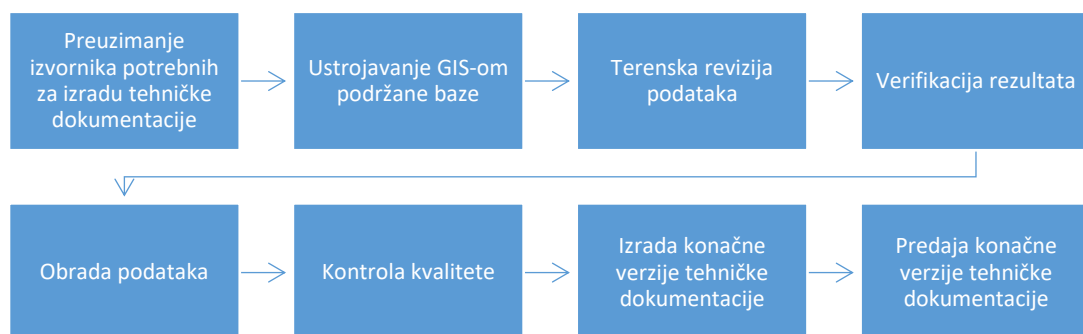 Preuzimanje
izvornika potrebnih
za izradu tehničke
dokumentacije
Ustrojavanje GIS-om
podržane baze
Terenska revizija
podataka
Verifikacija rezultata
Obrada podataka
Kontrola kvalitete
Izrada konačne
verzije tehničke
dokumentacije
Predaja konačne
verzije tehničke
dokumentacije